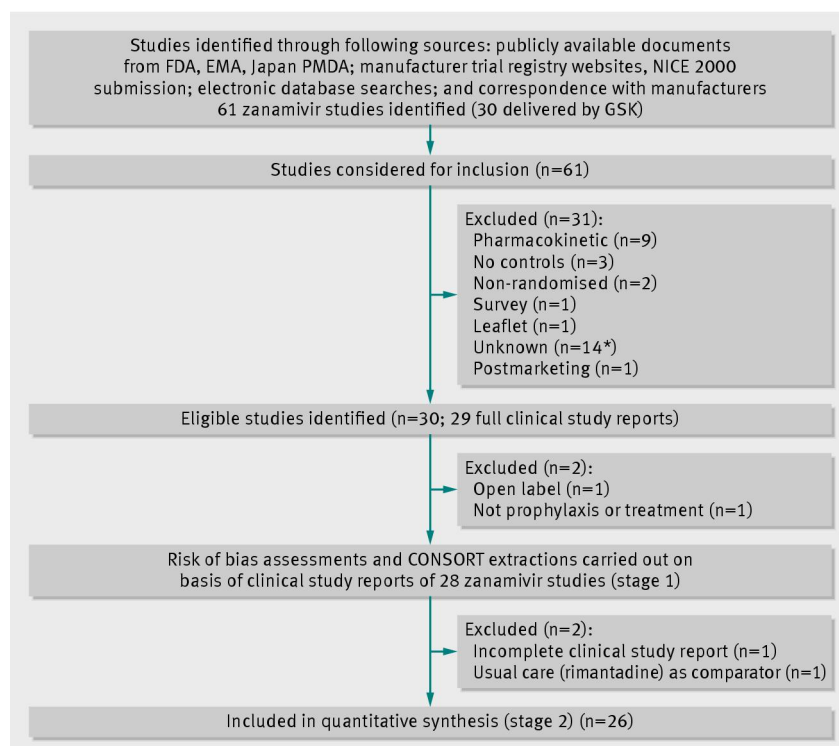 Studies identified through following sources: publicly available documents
from FDA, EMA, Japan PMDA; manufacturer trial registry websites, NICE 2000
submission; electronic database searches; and correspondence with manufacturers
61 zanamivir studies identified (30 delivered by GSK)
Studies considered for inclusion (n=61)
Excluded (n=31):
Pharmacokinetic (n=9)
No controls (n=3)
Non-randomised (n=2)
Survey (n=1)
Leaflet (n=1)
Unknown (n=14*)
Postmarketing (n=1)
Eligible studies identified (n=30; 29 full clinical study reports)
Excluded (n=2):
Open label (n=1)
Not prophylaxis or treatment (n=1)
Risk of bias assessments and CONSORT extractions carried out on
basis of clinical study reports of 28 zanamivir studies (stage 1)
Excluded (n=2):
Incomplete clinical study report (n=1)
Usual care (rimantadine) as comparator (n=1)
Included in quantitative synthesis (stage 2) (n=26)